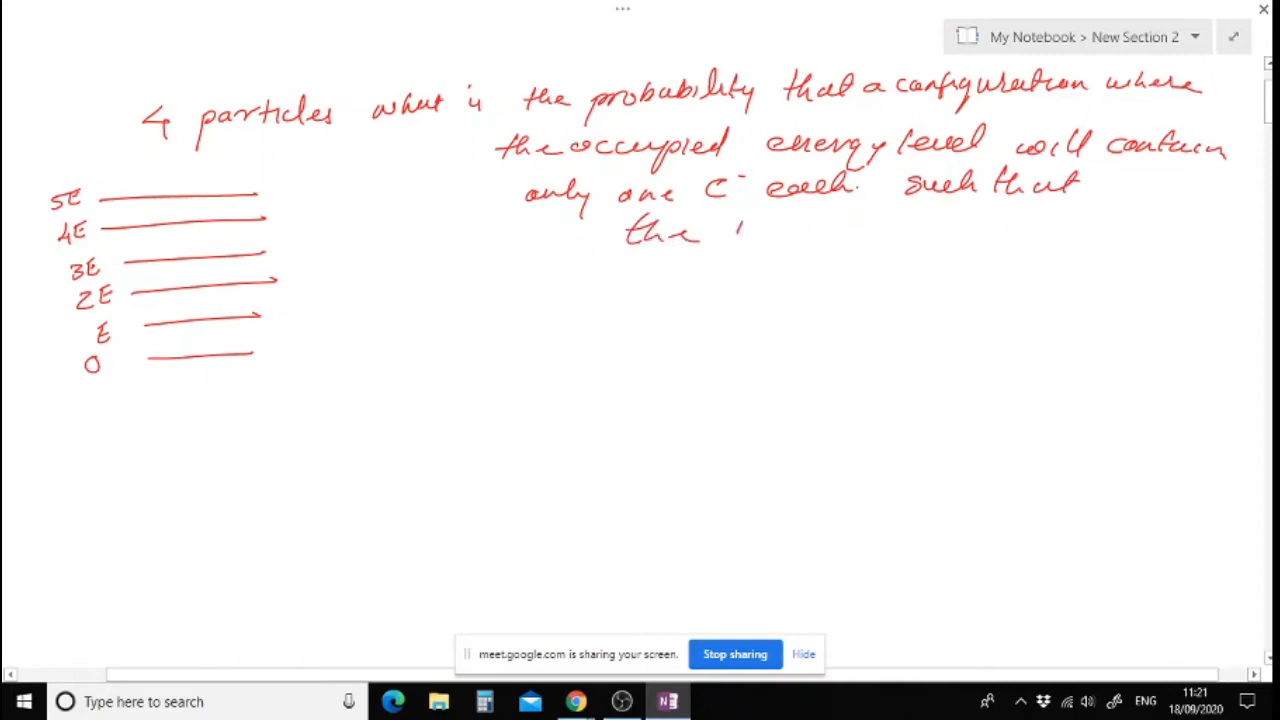 My Notebook > New Section 2
4 particles what is the probability that a configuration where
the occupied energy level will contain
only one e⁻ each. such that
the
5E
4E
3E
2E
E
0
meet.google.com is sharing your screen.
Stop sharing
Hide
Type here to search
ENG
11:21
18/09/2020